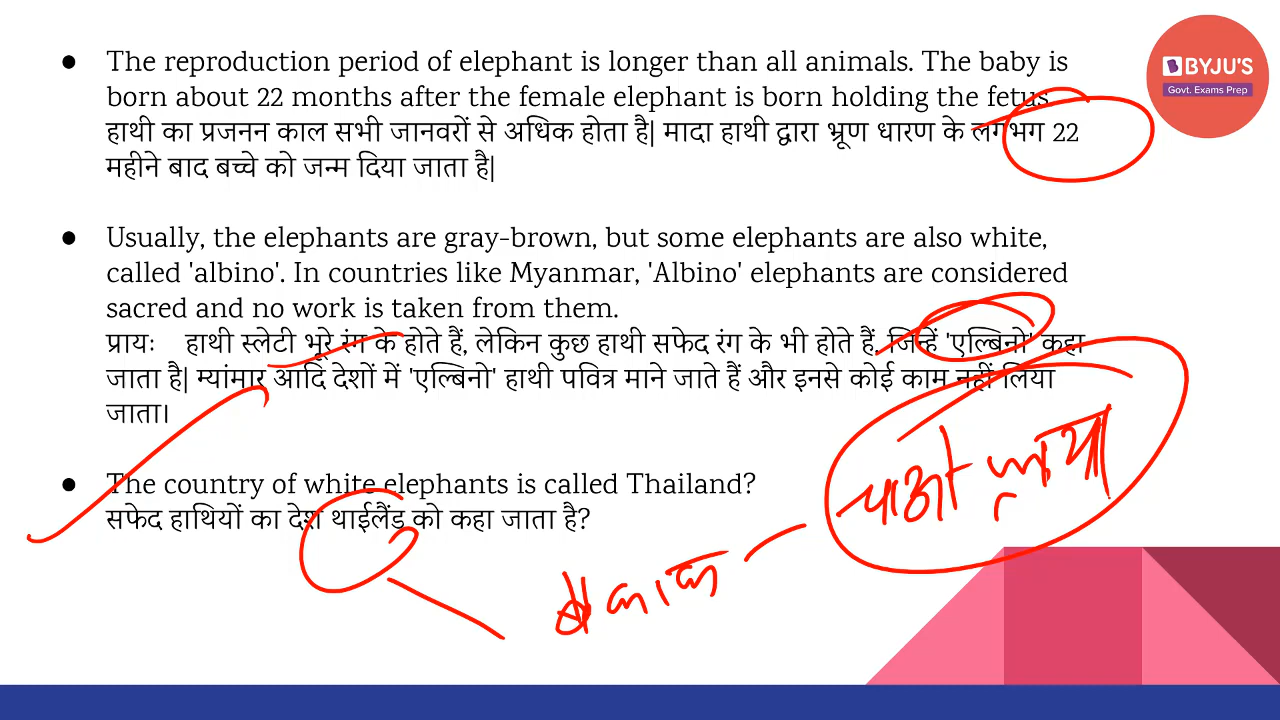 The reproduction period of elephant is longer than all animals. The baby is
born about 22 months after the female elephant is born holding the fetus
हाथी का प्रजनन काल सभी जानवरों से अधिक होता है| मादा हाथी द्वारा भ्रूण धारण के लगभग 22
महीने बाद बच्चे को जन्म दिया जाता है|
Usually, the elephants are gray-brown, but some elephants are also white,
called 'albino'. In countries like Myanmar, 'Albino' elephants are considered
sacred and no work is taken from them.
प्रायः हाथी स्लेटी भूरे रंग के होते हैं, लेकिन कुछ हाथी सफेद रंग के भी होते हैं, जिन्हें 'एल्बिनो' कहा
जाता है| म्यांमार आदि देशों में 'एल्बिनो' हाथी पवित्र माने जाते हैं और इनसे कोई काम नहीं लिया
जाता।
The country of white elephants is called Thailand?
सफेद हाथियों का देश थाईलैंड को कहा जाता है?
BYJU'S
Govt. Exams Prep